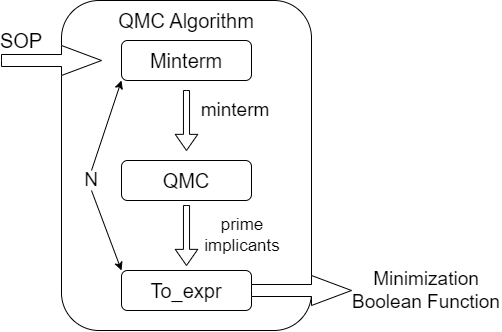 QMC Algorithm
SOP
Minterm
minterm
N
QMC
prime
implicants
To_expr
Minimization
Boolean Function